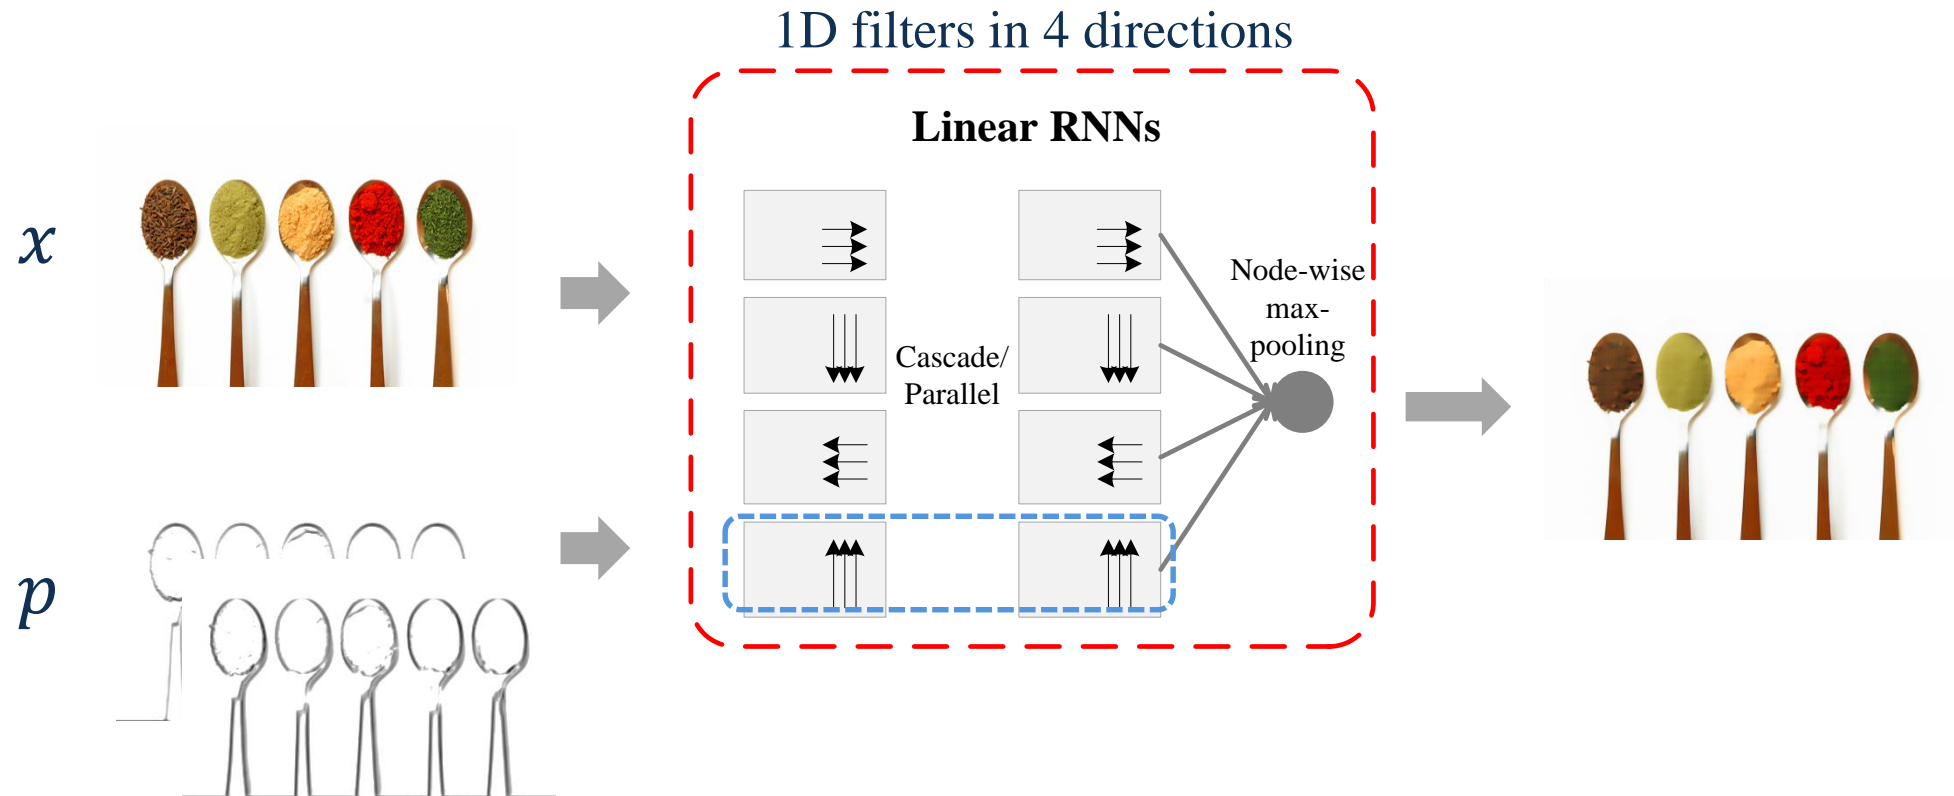 1D filters in 4 directions
Linear RNNs
x
Node-wise
max-
pooling
Cascade/
Parallel
p